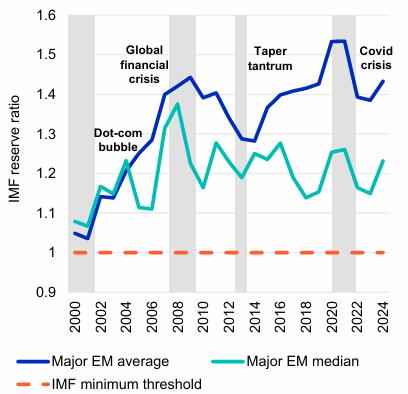 IMF reserve ratio
1.6
1.5
1.4
1.3
1.2
1.1
1
0.9
Global
financial
crisis
Taper
tantrum
Covid
crisis
Dot-com
bubble
2000
2002
2004
2006
2008
2010
2012
2014
2016
2018
2020
2022
2024
Major EM average
Major EM median
IMF minimum threshold